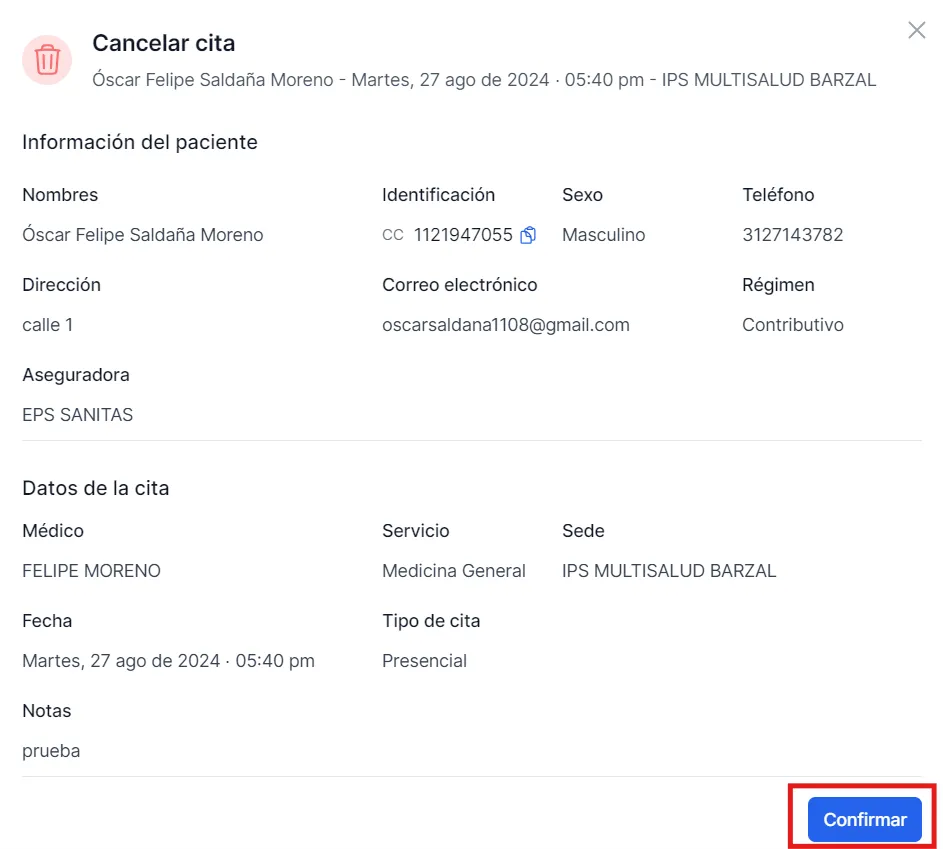 Cancelar cita
Óscar Felipe Saldaña Moreno - Martes, 27 ago de 2024 · 05:40 pm - IPS MULTISALUD BARZAL
Información del paciente
Nombres Identificación Sexo Teléfono
Óscar Felipe Saldaña Moreno CC 1121947055 Masculino 3127143782
Dirección Correo electrónico Régimen
calle 1 oscarsaldana1108@gmail.com Contributivo
Aseguradora
EPS SANITAS
Datos de la cita
Médico Servicio Sede
FELIPE MORENO Medicina General IPS MULTISALUD BARZAL
Fecha Tipo de cita
Martes, 27 ago de 2024 · 05:40 pm Presencial
Notas
prueba
Confirmar